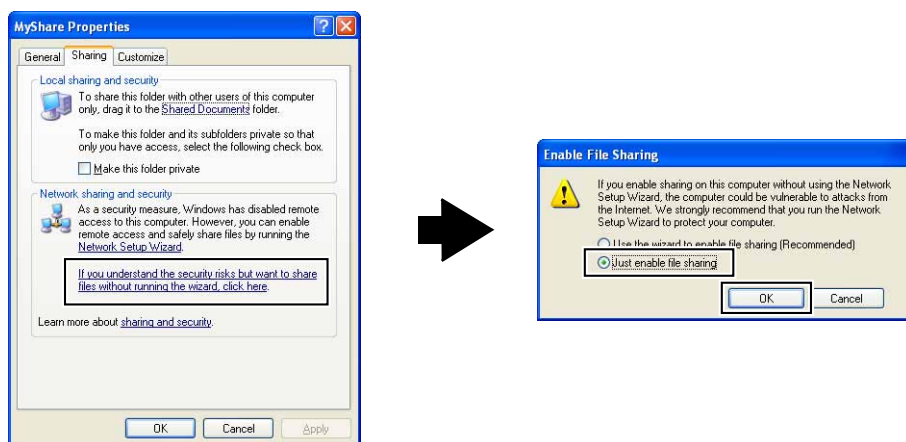 MyShare Properties
General Sharing Customize
Local sharing and security
To share this folder with other users of this computer
only, drag it to the Shared Documents folder.
To make this folder and its subfolders private so that
only you have access, select the following check box.
Make this folder private
Network sharing and security
As a security measure, Windows has disabled remote
access to this computer. However, you can enable
remote access and safely share files by running the
Network Setup Wizard.
If you understand the security risks but want to share
files without running the wizard, click here.
Learn more about sharing and security.
OK Cancel Apply
Enable File Sharing
If you enable sharing on this computer without using the Network
Setup Wizard, the computer could be vulnerable to attacks from
the Internet. We strongly recommend that you run the Network
Setup Wizard to protect your computer.
Use the wizard to enable file sharing (Recommended)
Just enable file sharing
OK Cancel